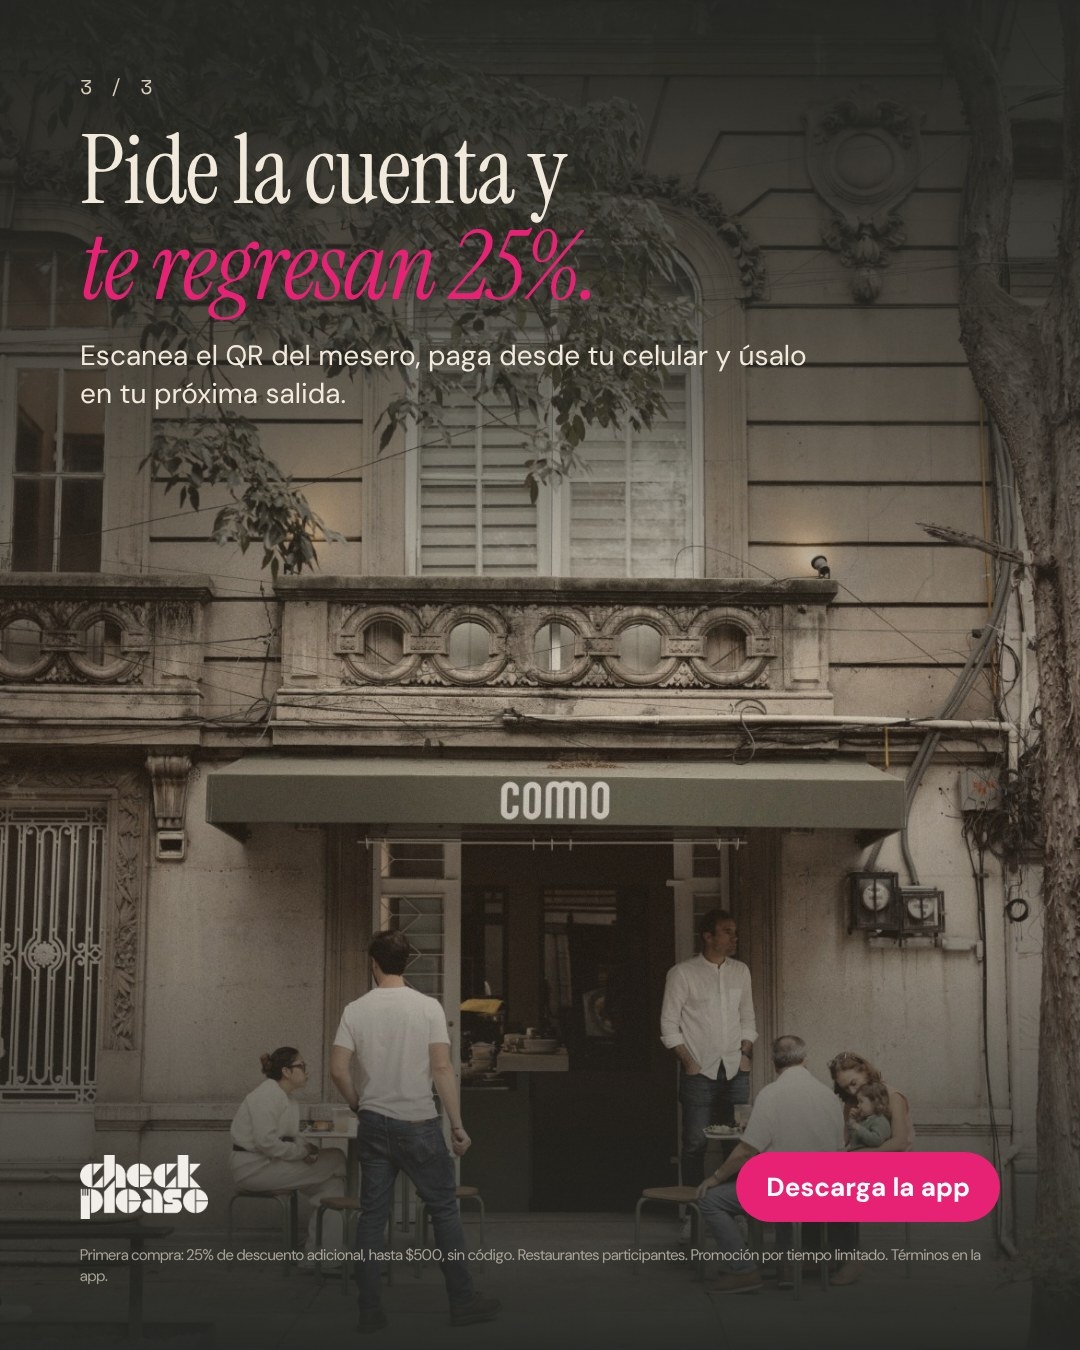 3 / 3
Pide la cuenta y
te regresan 25%.
Escanea el QR del mesero, paga desde tu celular y úsalo
en tu próxima salida.
COMMO
check
please
Descarga la app
Primera compra: 25% de descuento adicional, hasta $500, sin código. Restaurantes participantes. Promoción por tiempo limitado. Términos en la
app.